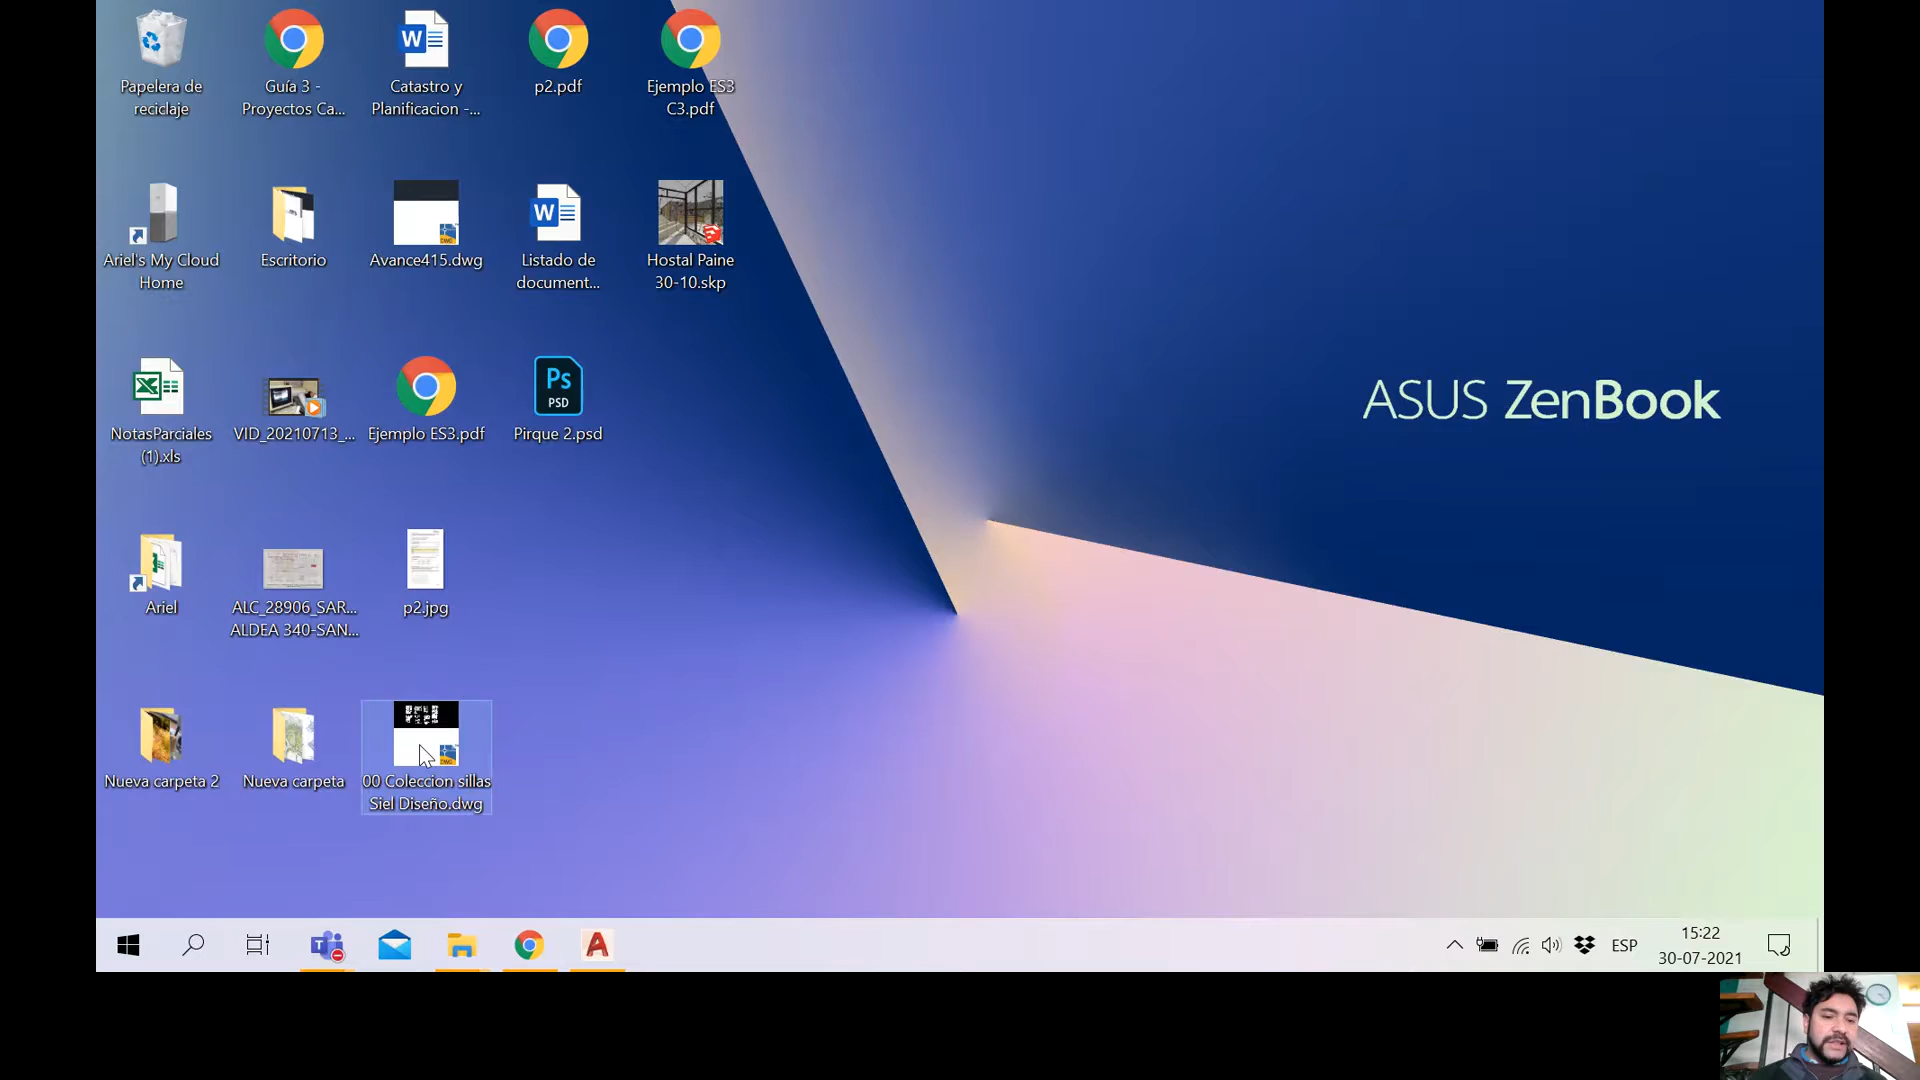 Papelera de
reciclaje
Guía 3 -
Proyectos Ca...
Catastro y
Planificacion -...
p2.pdf
Ejemplo ES3
C3.pdf
Ariel's My Cloud
Home
Escritorio
Avance415.dwg
Listado de
document...
Hostal Paine
30-10.skp
NotasParciales
(1).xls
VID_20210713_...
Ejemplo ES3.pdf
Ps
PSD
Pirque 2.psd
ASUS ZenBook
Ariel
ALC_28906_SAR...
ALDEA 340-SAN...
p2.jpg
Nueva carpeta 2
Nueva carpeta
00 Coleccion sillas
Siel Diseño.dwg
ESP
15:22
30-07-2021